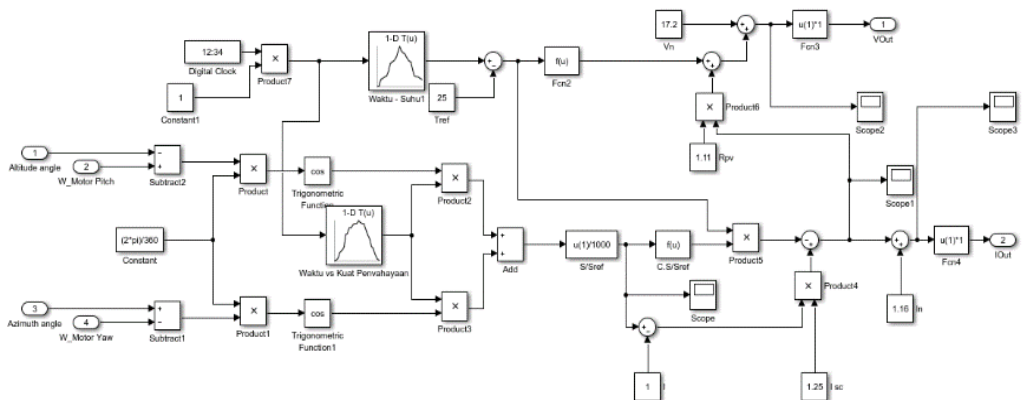 12:34
Digital Clock
×
Product7
1
Constant1
1-D T(u)
Waktu - Suhu1
25
Tref
f(u)
Fcn2
17.2
Vn
u(1)*1
Fcn3
1
VOut
×
Product6
1.11
Rpv
Scope2
Scope3
Scope1
1
Altitude angle
2
W_Motor Pitch
Subtract2
×
Product
cos
Trigonometric
Function
×
Product2
(2*pi)/360
Constant
1-D T(u)
Waktu vs Kuat Penyahayaan
Add
u(1)/1000
S/Sref
f(u)
C.S/Sref
×
Product5
×
Product4
u(1)*1
Fcn4
2
IOut
1.16
In
3
Azimuth angle
4
W_Motor Yaw
Subtract1
×
Product1
cos
Trigonometric
Function1
×
Product3
Scope
1
1.25
I sc